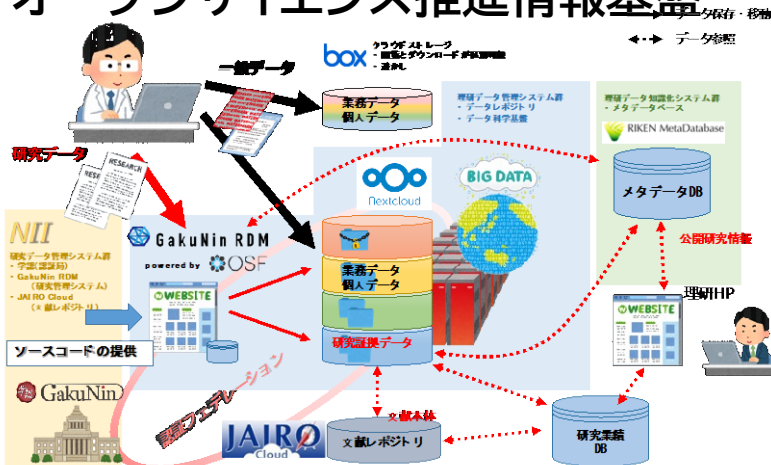 オープンサイエンス推進情報基盤
データ保存・移動
データ参照
一般データ
box
クラウドストレージ
・透かし
業務データ
個人データ
理研データ管理システム群
・データレポジトリ
・データ科学基盤
理研データ知識化システム群
・メタデータベース
RIKEN MetaDatabase
研究データ
RESEARCH
Nextcloud
BIG DATA
メタデータDB
NII
研究データ管理システム群
・学認(認証局)
・GakuNin RDM
(研究管理システム)
・JAIRO Cloud
(文献レポジトリ)
GakuNin RDM
powered by OSF
WEBSITE
業務データ
個人データ
公開研究情報
理研HP
WEBSITE
ソースコードの提供
研究証拠データ
認証フェデレーション
GakuNin
文献本体
JAIRO
Cloud
文献レポジトリ
研究業績
DB